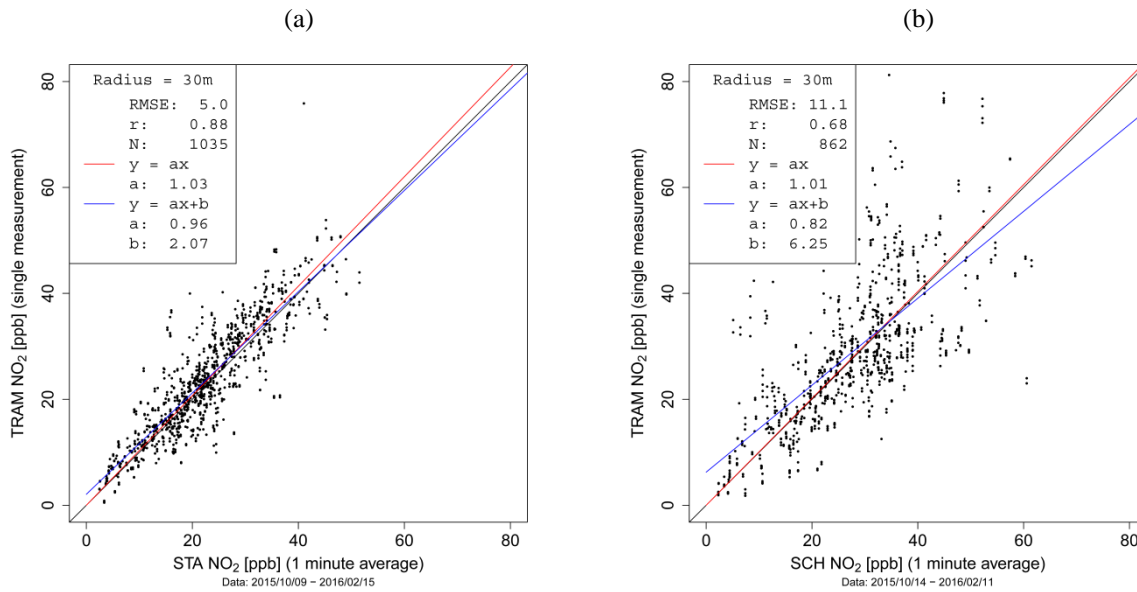 (a)
Radius = 30m
RMSE: 5.0
r: 0.88
N: 1035
y = ax
a: 1.03
y = ax+b
a: 0.96
b: 2.07
TRAM NO₂ [ppb] (single measurement)
80
60
40
20
0
0 20 40 60 80
STA NO₂ [ppb] (1 minute average)
Data: 2015/10/09 − 2016/02/15
(b)
Radius = 30m
RMSE: 11.1
r: 0.68
N: 862
y = ax
a: 1.01
y = ax+b
a: 0.82
b: 6.25
TRAM NO₂ [ppb] (single measurement)
80
60
40
20
0
0 20 40 60 80
SCH NO₂ [ppb] (1 minute average)
Data: 2015/10/14 − 2016/02/11